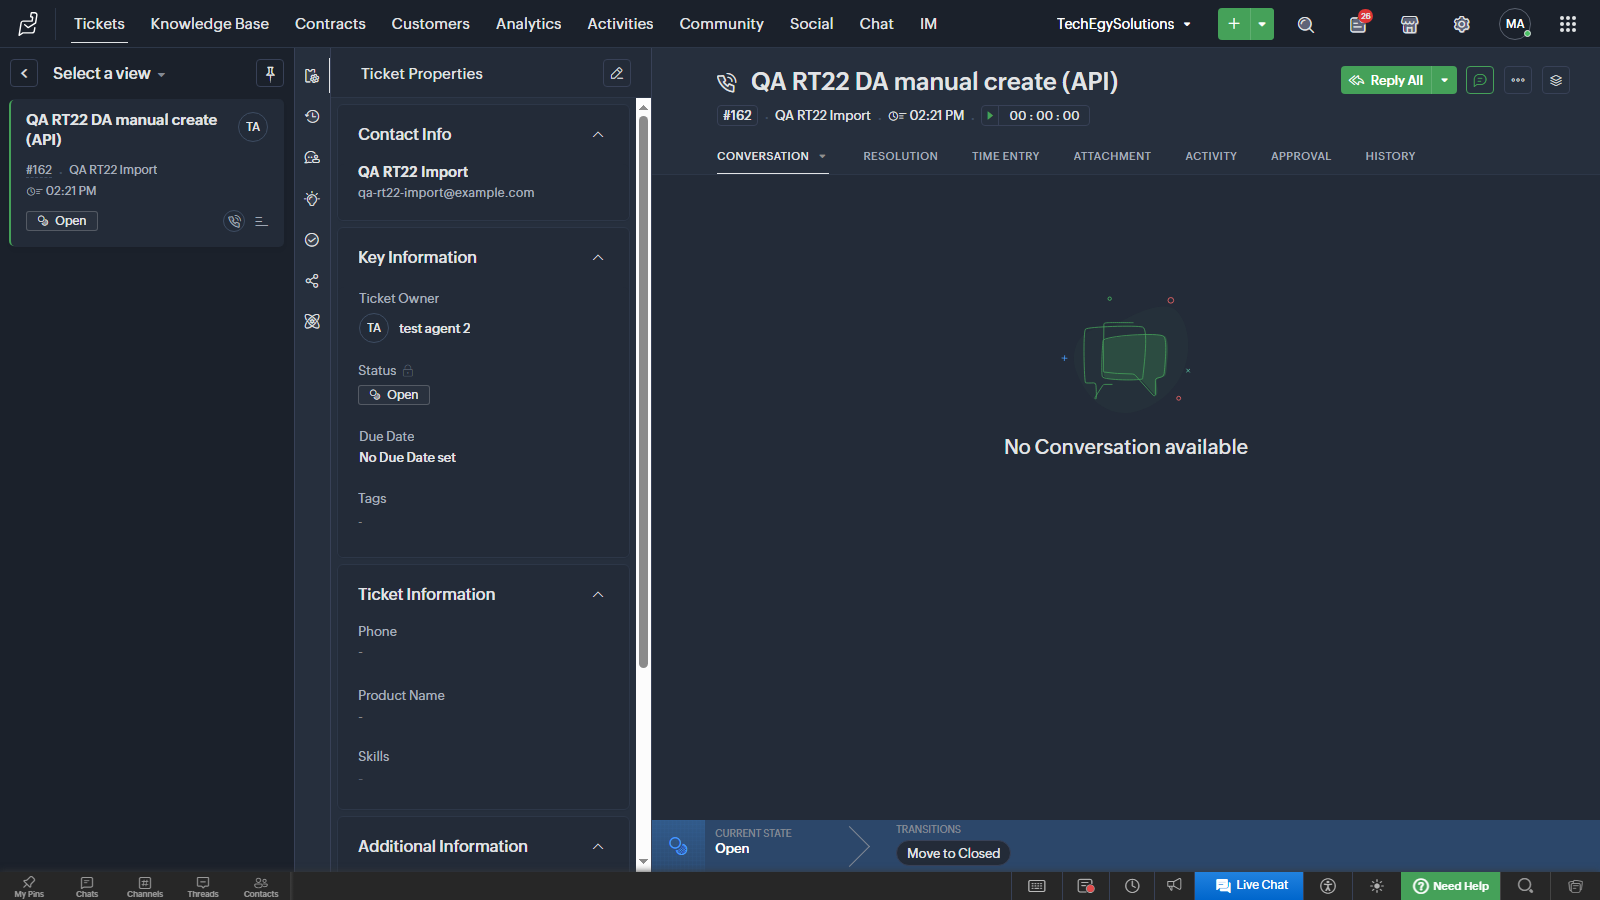 Tickets
Knowledge Base
Contracts
Customers
Analytics
Activities
Community
Social
Chat
IM
TechEgySolutions
26
MA
Select a view
QA RT22 DA manual create
(API)
TA
#162 . QA RT22 Import
02:21 PM
Open
Ticket Properties
Contact Info
QA RT22 Import
qa-rt22-import@example.com
Key Information
Ticket Owner
TA
test agent 2
Status
Open
Due Date
No Due Date set
Tags
-
Ticket Information
Phone
-
Product Name
-
Skills
-
Additional Information
QA RT22 DA manual create (API)
Reply All
#162 . QA RT22 Import . 02:21 PM . 00 : 00 : 00
CONVERSATION
RESOLUTION
TIME ENTRY
ATTACHMENT
ACTIVITY
APPROVAL
HISTORY
No Conversation available
CURRENT STATE
Open
TRANSITIONS
Move to Closed
My Pins
Chats
Channels
Threads
Contacts
Live Chat
Need Help